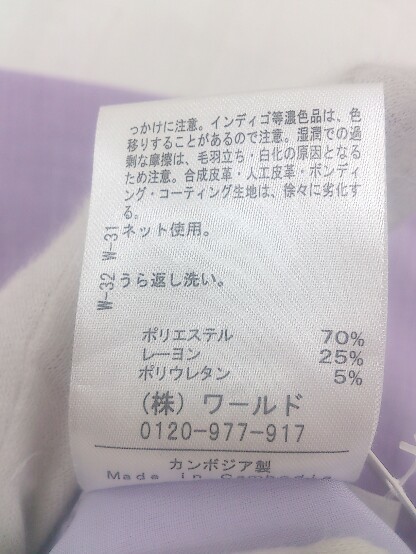 っかけに注意。インディゴ等濃色品は、色
移りすることがあるので注意。湿潤での過
剰な摩擦は、毛羽立ち・白化の原因となる
ため注意。合成皮革・人工皮革・ボンディ
ング・コーティング生地は、徐々に劣化す
る。
W-31 ネット使用。
W-32 うら返し洗い。
ポリエステル 70%
レーヨン 25%
ポリウレタン 5%
(株) ワールド
0120-977-917
カンボジア製
Made in Cambodia